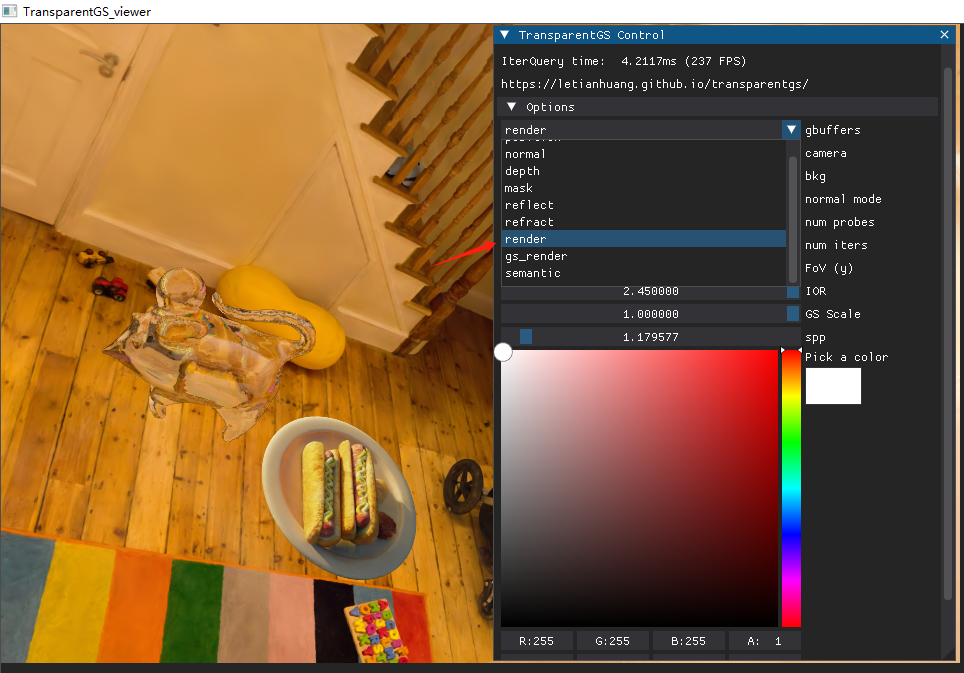 TransparentGS_viewer
TransparentGS Control
IterQuery time: 4.2117ms (237 FPS)
https://letianhuang.github.io/transparentgs/
Options
render gbuffers
camera
normal
depth
bkg
mask
normal mode
reflect
refract num probes
render num iters
gs_render
FoV (y)
semantic
2.450000 IOR
1.000000 GS Scale
1.179577 spp
Pick a color
R:255 G:255 B:255 A: 1